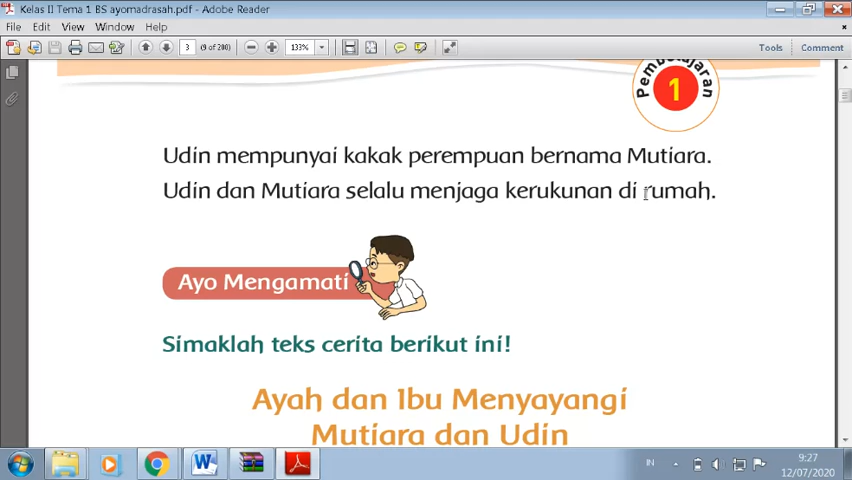 Kelas II Tema 1 BS ayomadrasah.pdf - Adobe Reader
File Edit View Window Help
3 (9 of 200) 133% Tools Comment
Pembelajaran
1
Udin mempunyai kakak perempuan bernama Mutiara.
Udin dan Mutiara selalu menjaga kerukunan di rumah.
Ayo Mengamati
Simaklah teks cerita berikut ini!
Ayah dan Ibu Menyayangi
Mutiara dan Udin
IN 9:27
12/07/2020